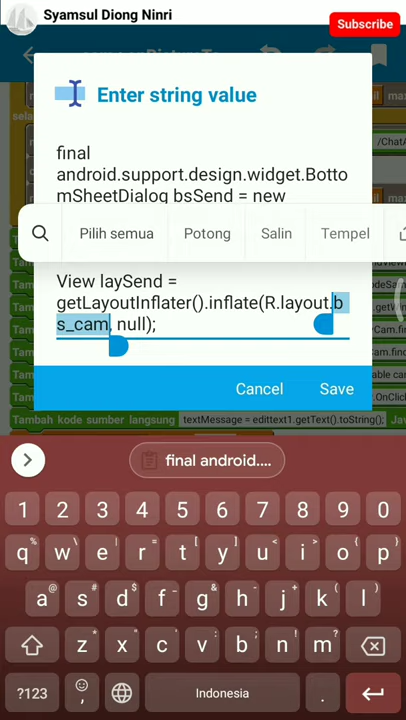 Syamsul Diong Ninri
Subscribe
Enter string value
final
android.support.design.widget.Botto
mSheetDialog bsSend = new
Pilih semua Potong Salin Tempel
View laySend =
getLayoutInflater().inflate(R.layout.b
s_cam, null);
Cancel Save
Tambah kode sumber langsung textMessage = edittext1.getText().toString();
final android....
1 2 3 4 5 6 7 8 9 0
q w e r t y u i o p
a s d f g h j k l
z x c v b n m
?123 , Indonesia .